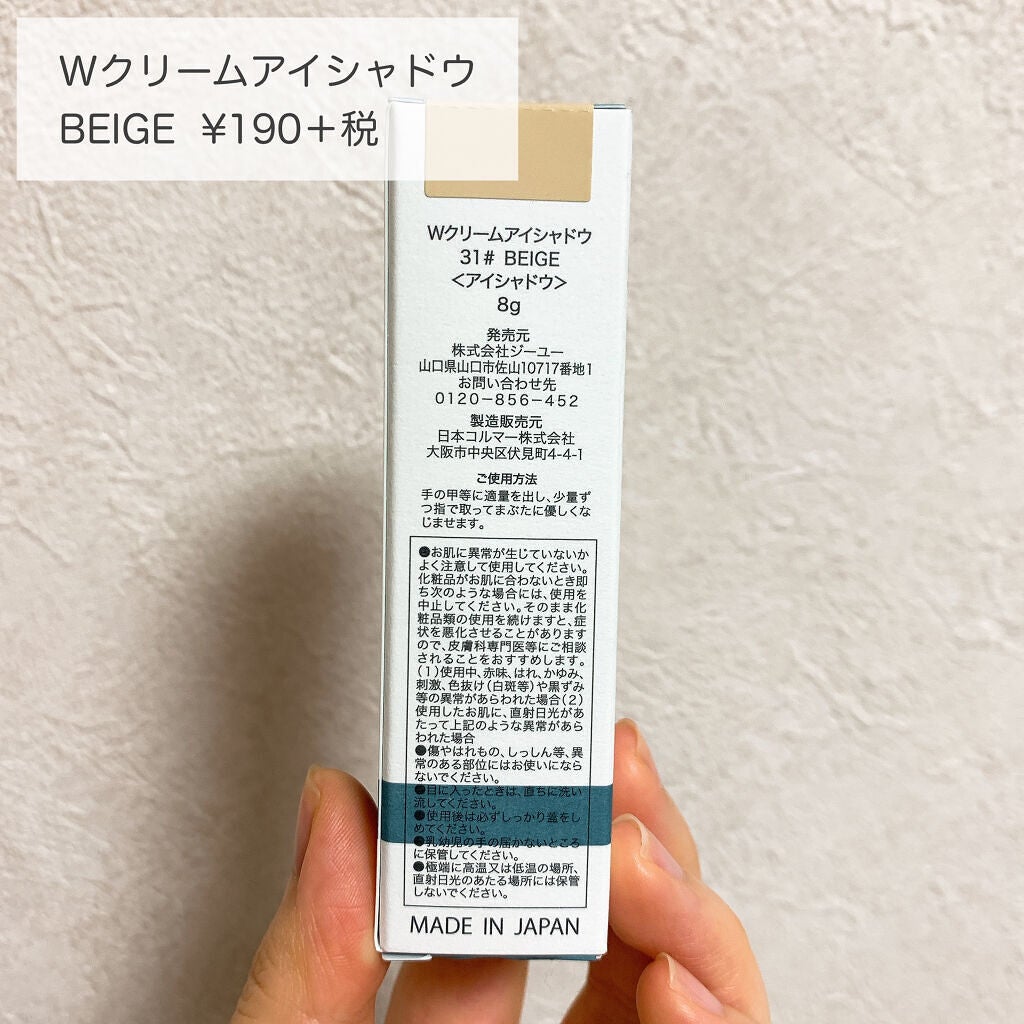 Wクリームアイシャドウ
BEIGE ¥190＋税
Wクリームアイシャドウ
31# BEIGE
＜アイシャドウ＞
8g
発売元
株式会社ジーユー
山口県山口市佐山10717番地1
お問い合わせ先
0120−856−452
製造販売元
日本コルマー株式会社
大阪市中央区伏見町4-4-1
ご使用方法
手の甲等に適量を出し、少量ず
つ指で取ってまぶたに優しくな
じませます。
●お肌に異常が生じていないか
よく注意して使用してください。
化粧品がお肌に合わないとき即
ち次のような場合には、使用を
中止してください。そのまま化
粧品類の使用を続けますと、症
状を悪化させることがあります
ので、皮膚科専門医等にご相談
されることをおすすめします。
（1）使用中、赤味、はれ、かゆみ、
刺激、色抜け（白斑等）や黒ずみ
等の異常があらわれた場合（2）
使用したお肌に、直射日光があ
たって上記のような異常があら
われた場合
●傷やはれもの、しっしん等、異
常のある部位にはお使いになら
ないでください。
●目に入ったときは、直ちに洗い
流してください。
●使用後は必ずしっかり蓋をし
めてください。
●乳幼児の手の届かないところ
に保管してください。
●極端に高温又は低温の場所、
直射日光のあたる場所には保管
しないでください。
MADE IN JAPAN